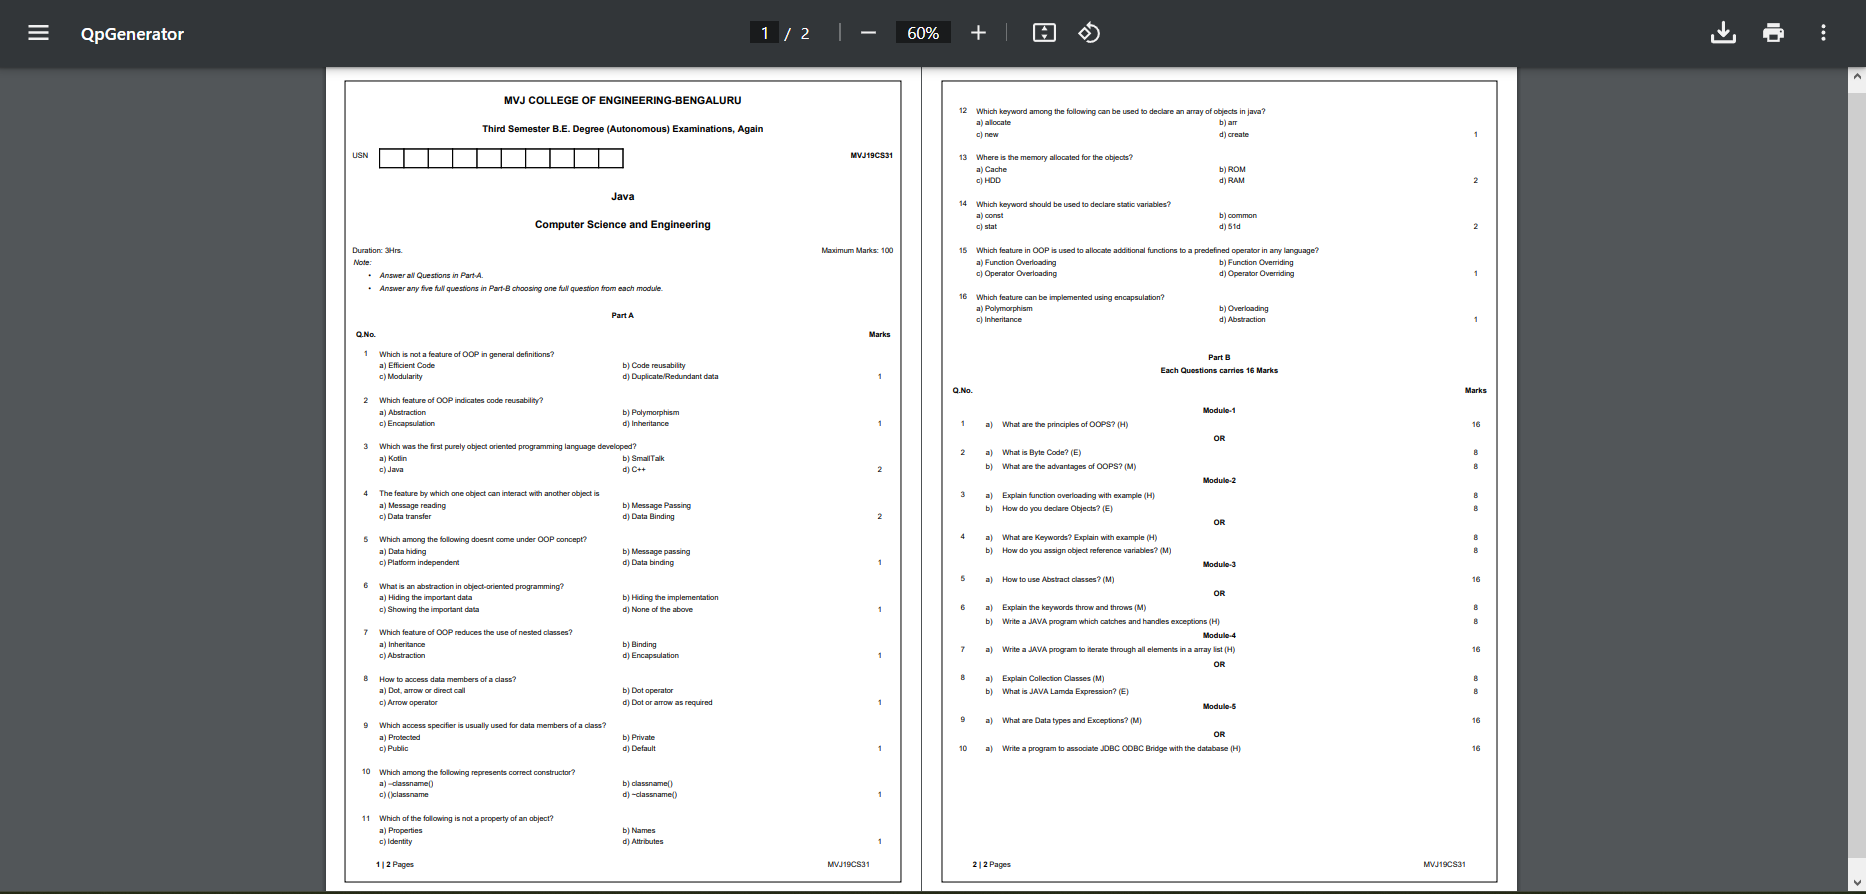 QpGenerator
1 / 2
60%
MVJ COLLEGE OF ENGINEERING-BENGALURU
Third Semester B.E. Degree (Autonomous) Examinations, Again
USN
MVJ19CS31
Java
Computer Science and Engineering
Duration: 3Hrs. Maximum Marks: 100
Note:
• Answer all Questions in Part-A.
• Answer any five full questions in Part-B choosing one full question from each module.
Part A
Q.No. Marks
1 Which is not a feature of OOP in general definitions?
a) Efficient Code b) Code reusability
c) Modularity d) Duplicate/Redundant data 1
2 Which feature of OOP indicates code reusability?
a) Abstraction b) Polymorphism
c) Encapsulation d) Inheritance 1
3 Which was the first purely object oriented programming language developed?
a) Kotlin b) SmallTalk
c) Java d) C++ 2
4 The feature by which one object can interact with another object is
a) Message reading b) Message Passing
c) Data transfer d) Data Binding 2
5 Which among the following doesnt come under OOP concept?
a) Data hiding b) Message passing
c) Platform independent d) Data binding 1
6 What is an abstraction in object-oriented programming?
a) Hiding the important data b) Hiding the implementation
c) Showing the important data d) None of the above 1
7 Which feature of OOP reduces the use of nested classes?
a) Inheritance b) Binding
c) Abstraction d) Encapsulation 1
8 How to access data members of a class?
a) Dot, arrow or direct call b) Dot operator
c) Arrow operator d) Dot or arrow as required 1
9 Which access specifier is usually used for data members of a class?
a) Protected b) Private
c) Public d) Default 1
10 Which among the following represents correct constructor?
a) –classname() b) classname()
c) ()classname d) ~classname() 1
11 Which of the following is not a property of an object?
a) Properties b) Names
c) Identity d) Attributes 1
1 | 2 Pages MVJ19CS31
12 Which keyword among the following can be used to declare an array of objects in java?
a) allocate b) arr
c) new d) create 1
13 Where is the memory allocated for the objects?
a) Cache b) ROM
c) HDD d) RAM 2
14 Which keyword should be used to declare static variables?
a) const b) common
c) stat d) 51d 2
15 Which feature in OOP is used to allocate additional functions to a predefined operator in any language?
a) Function Overloading b) Function Overriding
c) Operator Overloading d) Operator Overriding 1
16 Which feature can be implemented using encapsulation?
a) Polymorphism b) Overloading
c) Inheritance d) Abstraction 1
Part B
Each Questions carries 16 Marks
Q.No. Marks
Module-1
1 a) What are the principles of OOPS? (H) 16
OR
2 a) What is Byte Code? (E) 8
b) What are the advantages of OOPS? (M) 8
Module-2
3 a) Explain function overloading with example (H) 8
b) How do you declare Objects? (E) 8
OR
4 a) What are Keywords? Explain with example (H) 8
b) How do you assign object reference variables? (M) 8
Module-3
5 a) How to use Abstract classes? (M) 16
OR
6 a) Explain the keywords throw and throws (M) 8
b) Write a JAVA program which catches and handles exceptions (H) 8
Module-4
7 a) Write a JAVA program to iterate through all elements in a array list (H) 16
OR
8 a) Explain Collection Classes (M) 8
b) What is JAVA Lamda Expression? (E) 8
Module-5
9 a) What are Data types and Exceptions? (M) 16
OR
10 a) Write a program to associate JDBC ODBC Bridge with the database (H) 16
2 | 2 Pages MVJ19CS31